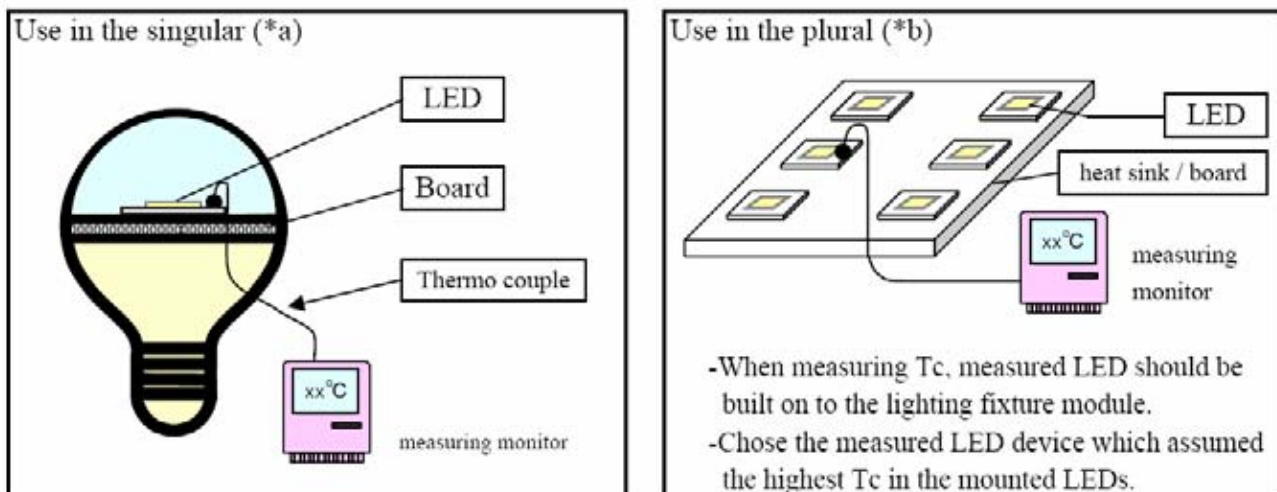 Use in the singular (*a)
LED
Board
Thermo couple
xx°C
measuring monitor
Use in the plural (*b)
LED
heat sink / board
xx°C
measuring
monitor
-When measuring Tc, measured LED should be
built on to the lighting fixture module.
-Chose the measured LED device which assumed
the highest Tc in the mounted LEDs.